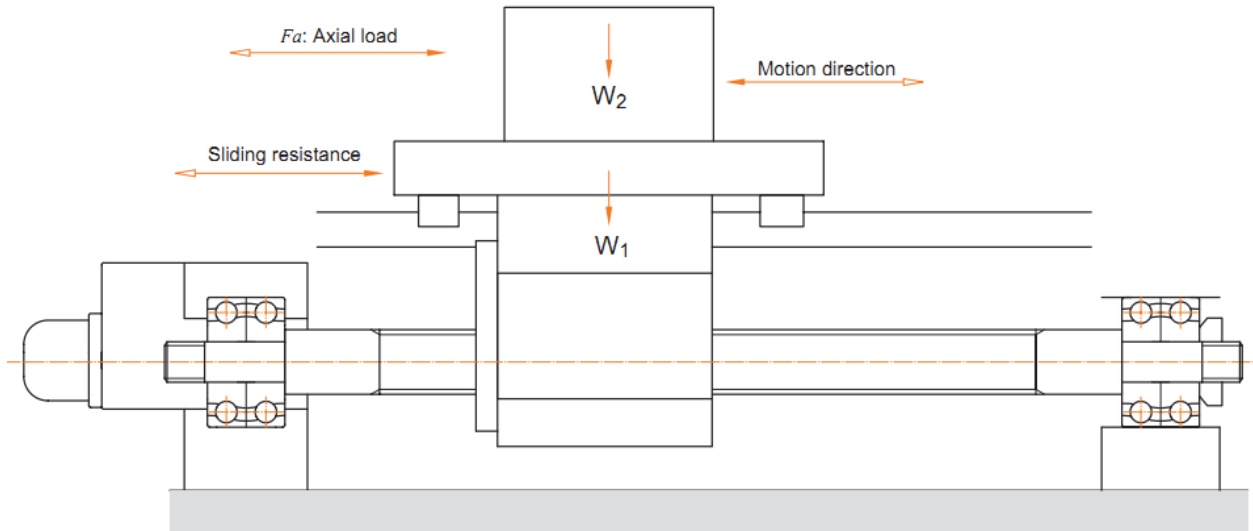 Fa: Axial load
W₂
Motion direction
Sliding resistance
W₁